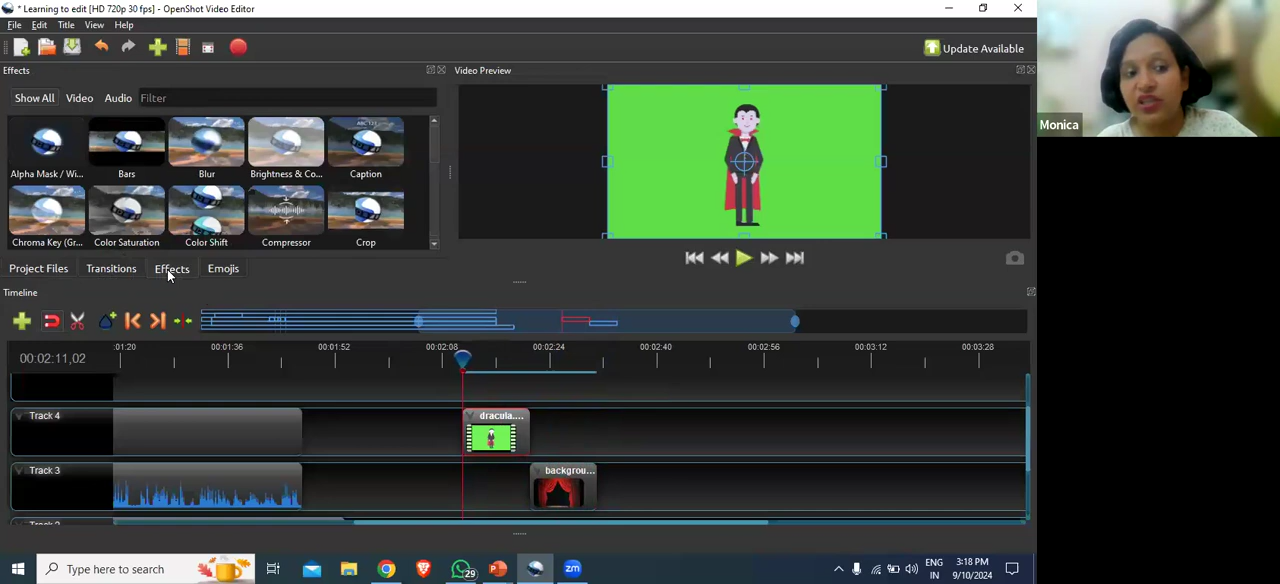 * Learning to edit [HD 720p 30 fps] - OpenShot Video Editor
File Edit Title View Help
Update Available
Effects
Video Preview
Show All Video Audio Filter
Alpha Mask / Wi... Bars Blur Brightness & Co... Caption
Chroma Key (Gr... Color Saturation Color Shift Compressor Crop
Project Files Transitions Effects Emojis
Timeline
00:02:11,02
:01:20 00:01:36 00:01:52 00:02:08 00:02:24 00:02:40 00:02:56 00:03:12 00:03:28
Track 4
dracula....
Track 3
backgrou...
Type here to search
29
ENG
IN
3:18 PM
9/10/2024
Monica